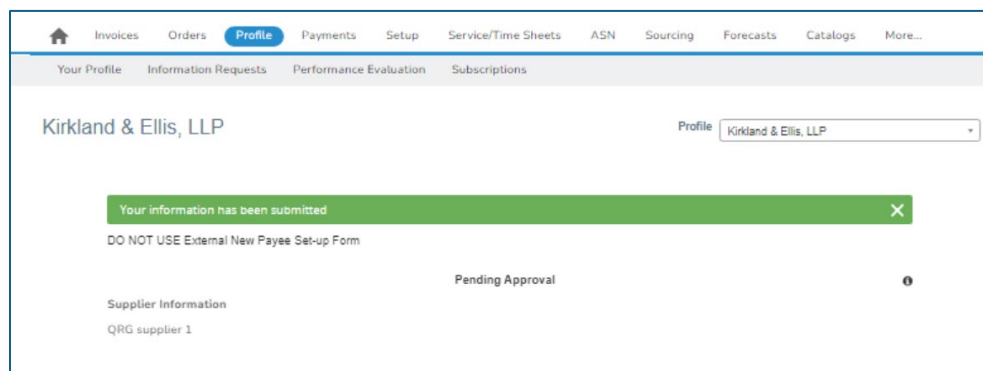 Invoices Orders Profile Payments Setup Service/Time Sheets ASN Sourcing Forecasts Catalogs More...
Your Profile Information Requests Performance Evaluation Subscriptions
Kirkland & Ellis, LLP Profile Kirkland & Ellis, LLP
Your information has been submitted
DO NOT USE External New Payee Set-up Form
Pending Approval
Supplier Information
QRG supplier 1